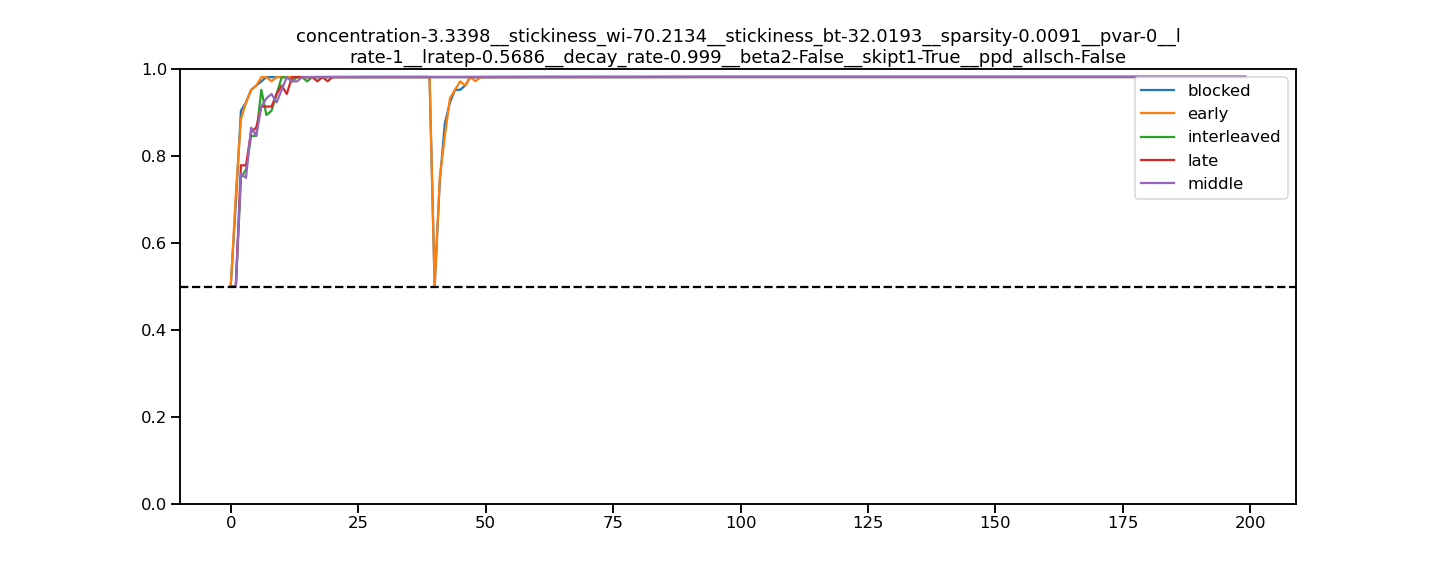 concentration-3.3398__stickiness_wi-70.2134__stickiness_bt-32.0193__sparsity-0.0091__pvar-0__l
rate-1__lratep-0.5686__decay_rate-0.999__beta2-False__skipt1-True__ppd_allsch-False
1.0
0.8
0.6
0.4
0.2
0.0
blocked
early
interleaved
late
middle
0 25 50 75 100 125 150 175 200